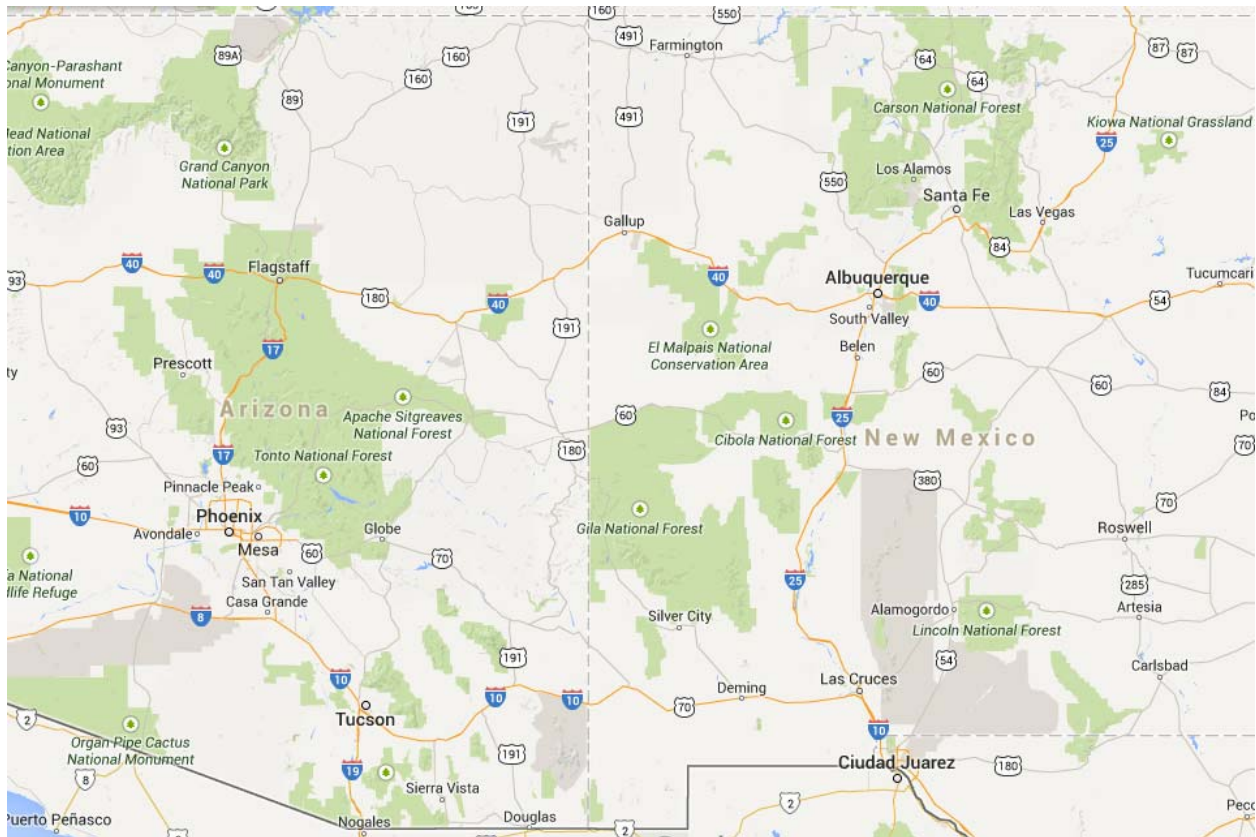 160
550
491
Farmington
64
87
87
89A
160
160
64
Canyon-Parashant
onal Monument
89
491
Carson National Forest
191
Kiowa National Grassland
ead National
tion Area
25
Grand Canyon
National Park
Los Alamos
550
Santa Fe
Las Vegas
Gallup
84
40
40
Flagstaff
40
Albuquerque
Tucumcari
93
180
40
40
54
191
South Valley
17
El Malpais National
Conservation Area
Belen
Prescott
ty
60
60
84
Arizona
Apache Sitgreaves
National Forest
60
25
Po
93
Cibola National Forest
New Mexico
70
17
Tonto National Forest
180
60
Pinnacle Peak
380
70
10
Phoenix
Gila National Forest
Roswell
Avondale
Mesa
Globe
60
70
a National
dlife Refuge
San Tan Valley
25
285
Casa Grande
8
Silver City
Alamogordo
Artesia
Lincoln National Forest
191
54
Carlsbad
10
Deming
Las Cruces
10
10
70
2
Tucson
10
Organ Pipe Cactus
National Monument
191
Ciudad Juarez
180
8
19
Sierra Vista
2
Puerto Peñasco
Nogales
Douglas
2
Peco